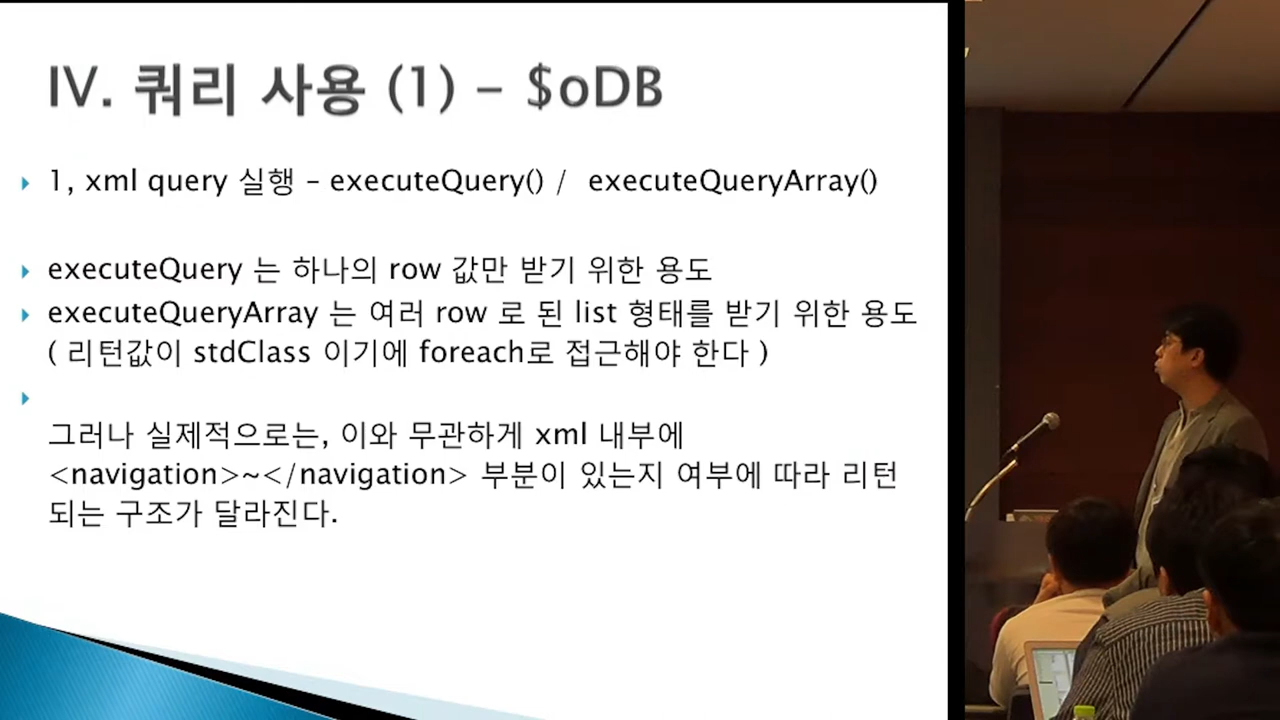 IV. 쿼리 사용 (1) – $oDB
1, xml query 실행 – executeQuery() / executeQueryArray()
executeQuery 는 하나의 row 값만 받기 위한 용도
executeQueryArray 는 여러 row 로 된 list 형태를 받기 위한 용도
( 리턴값이 stdClass 이기에 foreach로 접근해야 한다 )
그러나 실제적으로는, 이와 무관하게 xml 내부에
<navigation>~</navigation> 부분이 있는지 여부에 따라 리턴
되는 구조가 달라진다.